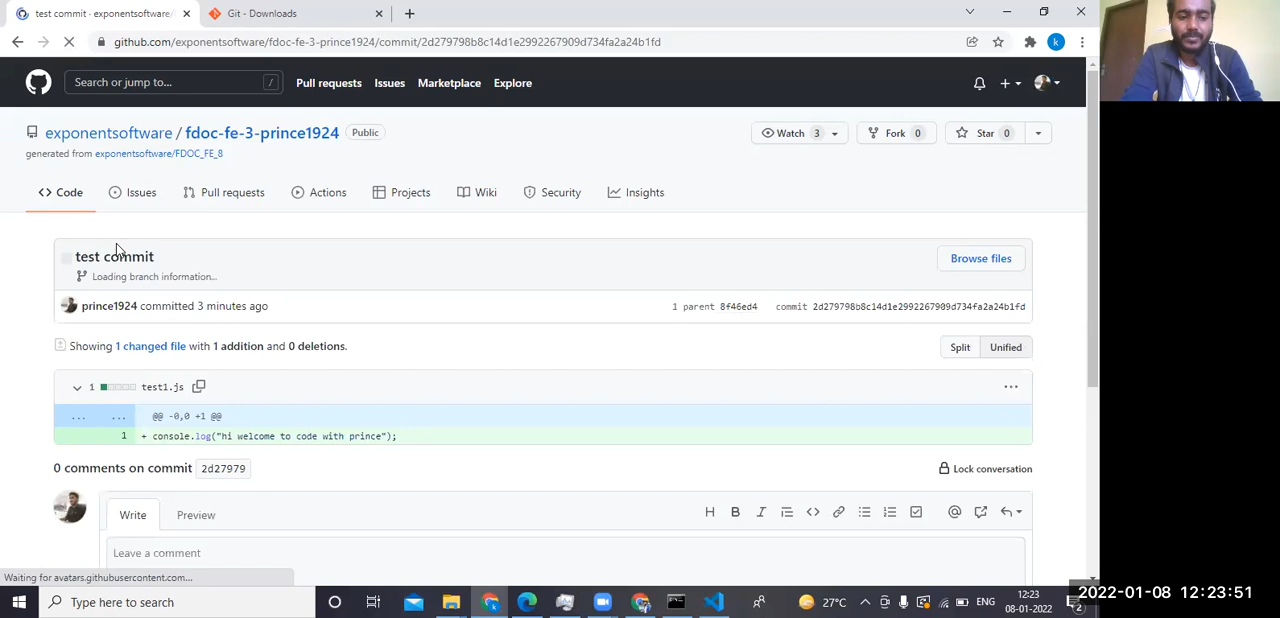 test commit · exponentsoftware/f
Git - Downloads
github.com/exponentsoftware/fdoc-fe-3-prince1924/commit/2d279798b8c14d1e2992267909d734fa2a24b1fd
k
Search or jump to...
/
Pull requests
Issues
Marketplace
Explore
exponentsoftware / fdoc-fe-3-prince1924 Public
Watch 3
Fork 0
Star 0
generated from exponentsoftware/FDOC_FE_8
<> Code
Issues
Pull requests
Actions
Projects
Wiki
Security
Insights
test commit
Browse files
Loading branch information...
prince1924 committed 3 minutes ago
1 parent 8f46ed4 commit 2d279798b8c14d1e2992267909d734fa2a24b1fd
Showing 1 changed file with 1 addition and 0 deletions.
Split Unified
1 test1.js
...
... ... @@ -0,0 +1 @@
1 + console.log("hi welcome to code with prince");
0 comments on commit 2d27979
Lock conversation
Write Preview
H B I <> @
Leave a comment
Waiting for avatars.githubusercontent.com...
Type here to search
27°C
ENG
12:23
08-01-2022
2
2022-01-08 12:23:51